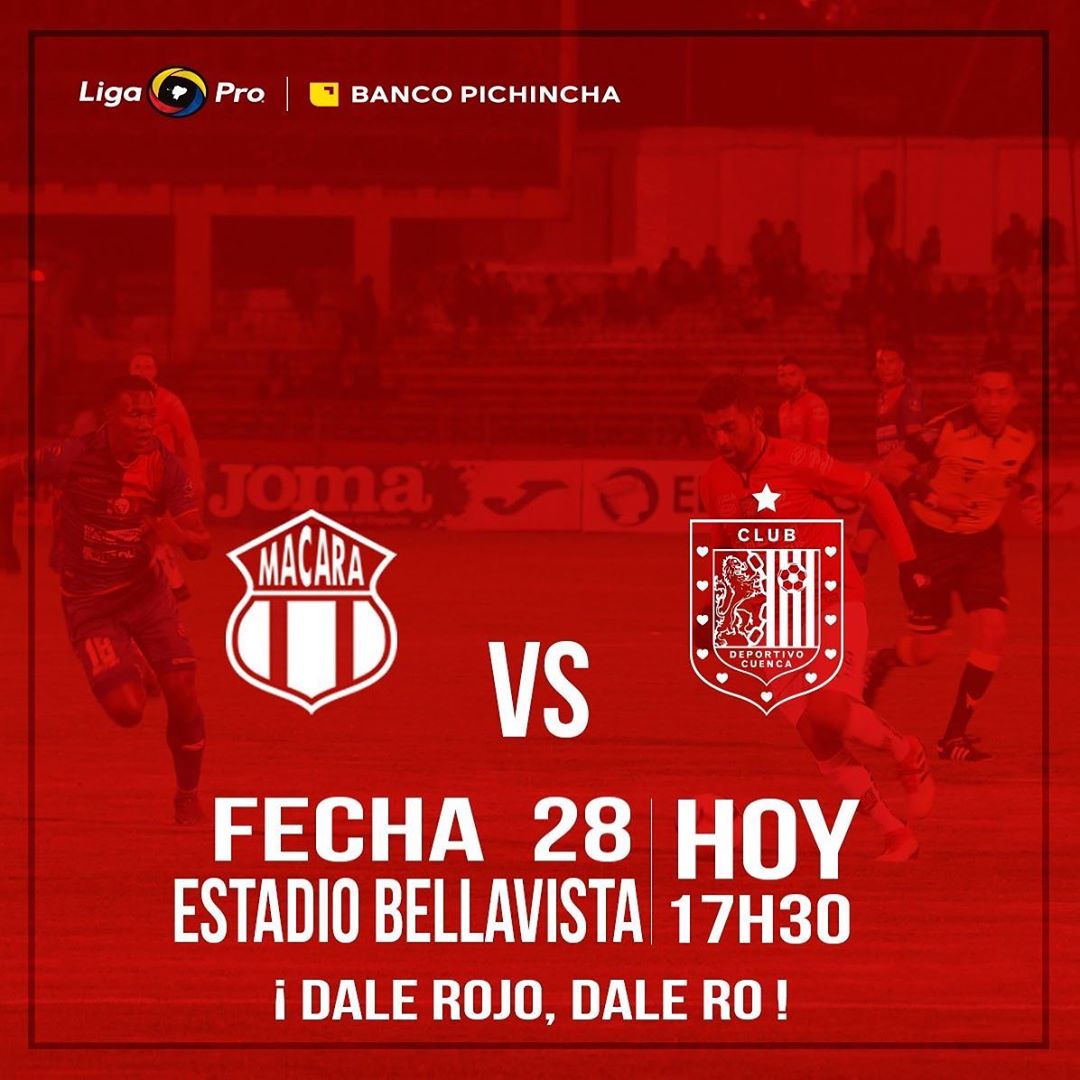 Liga Pro | BANCO PICHINCHA
Joma
MACARA
CLUB
DEPORTIVO
CUENCA
VS
18
FECHA 28
ESTADIO BELLAVISTA
HOY
17H30
¡ DALE ROJO, DALE RO !